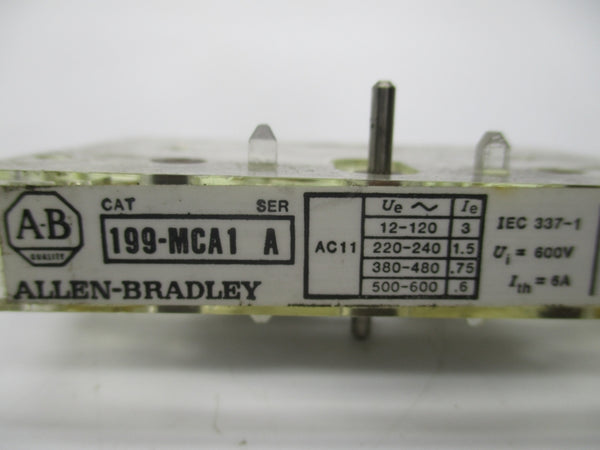 A-B
QUALITY
CAT SER
199-MCA1 A
ALLEN-BRADLEY
AC11
Ue ~ Ie
12-120 3
220-240 1.5
380-480 .75
500-600 .6
IEC 337-1
Ui = 600V
Ith = 6A